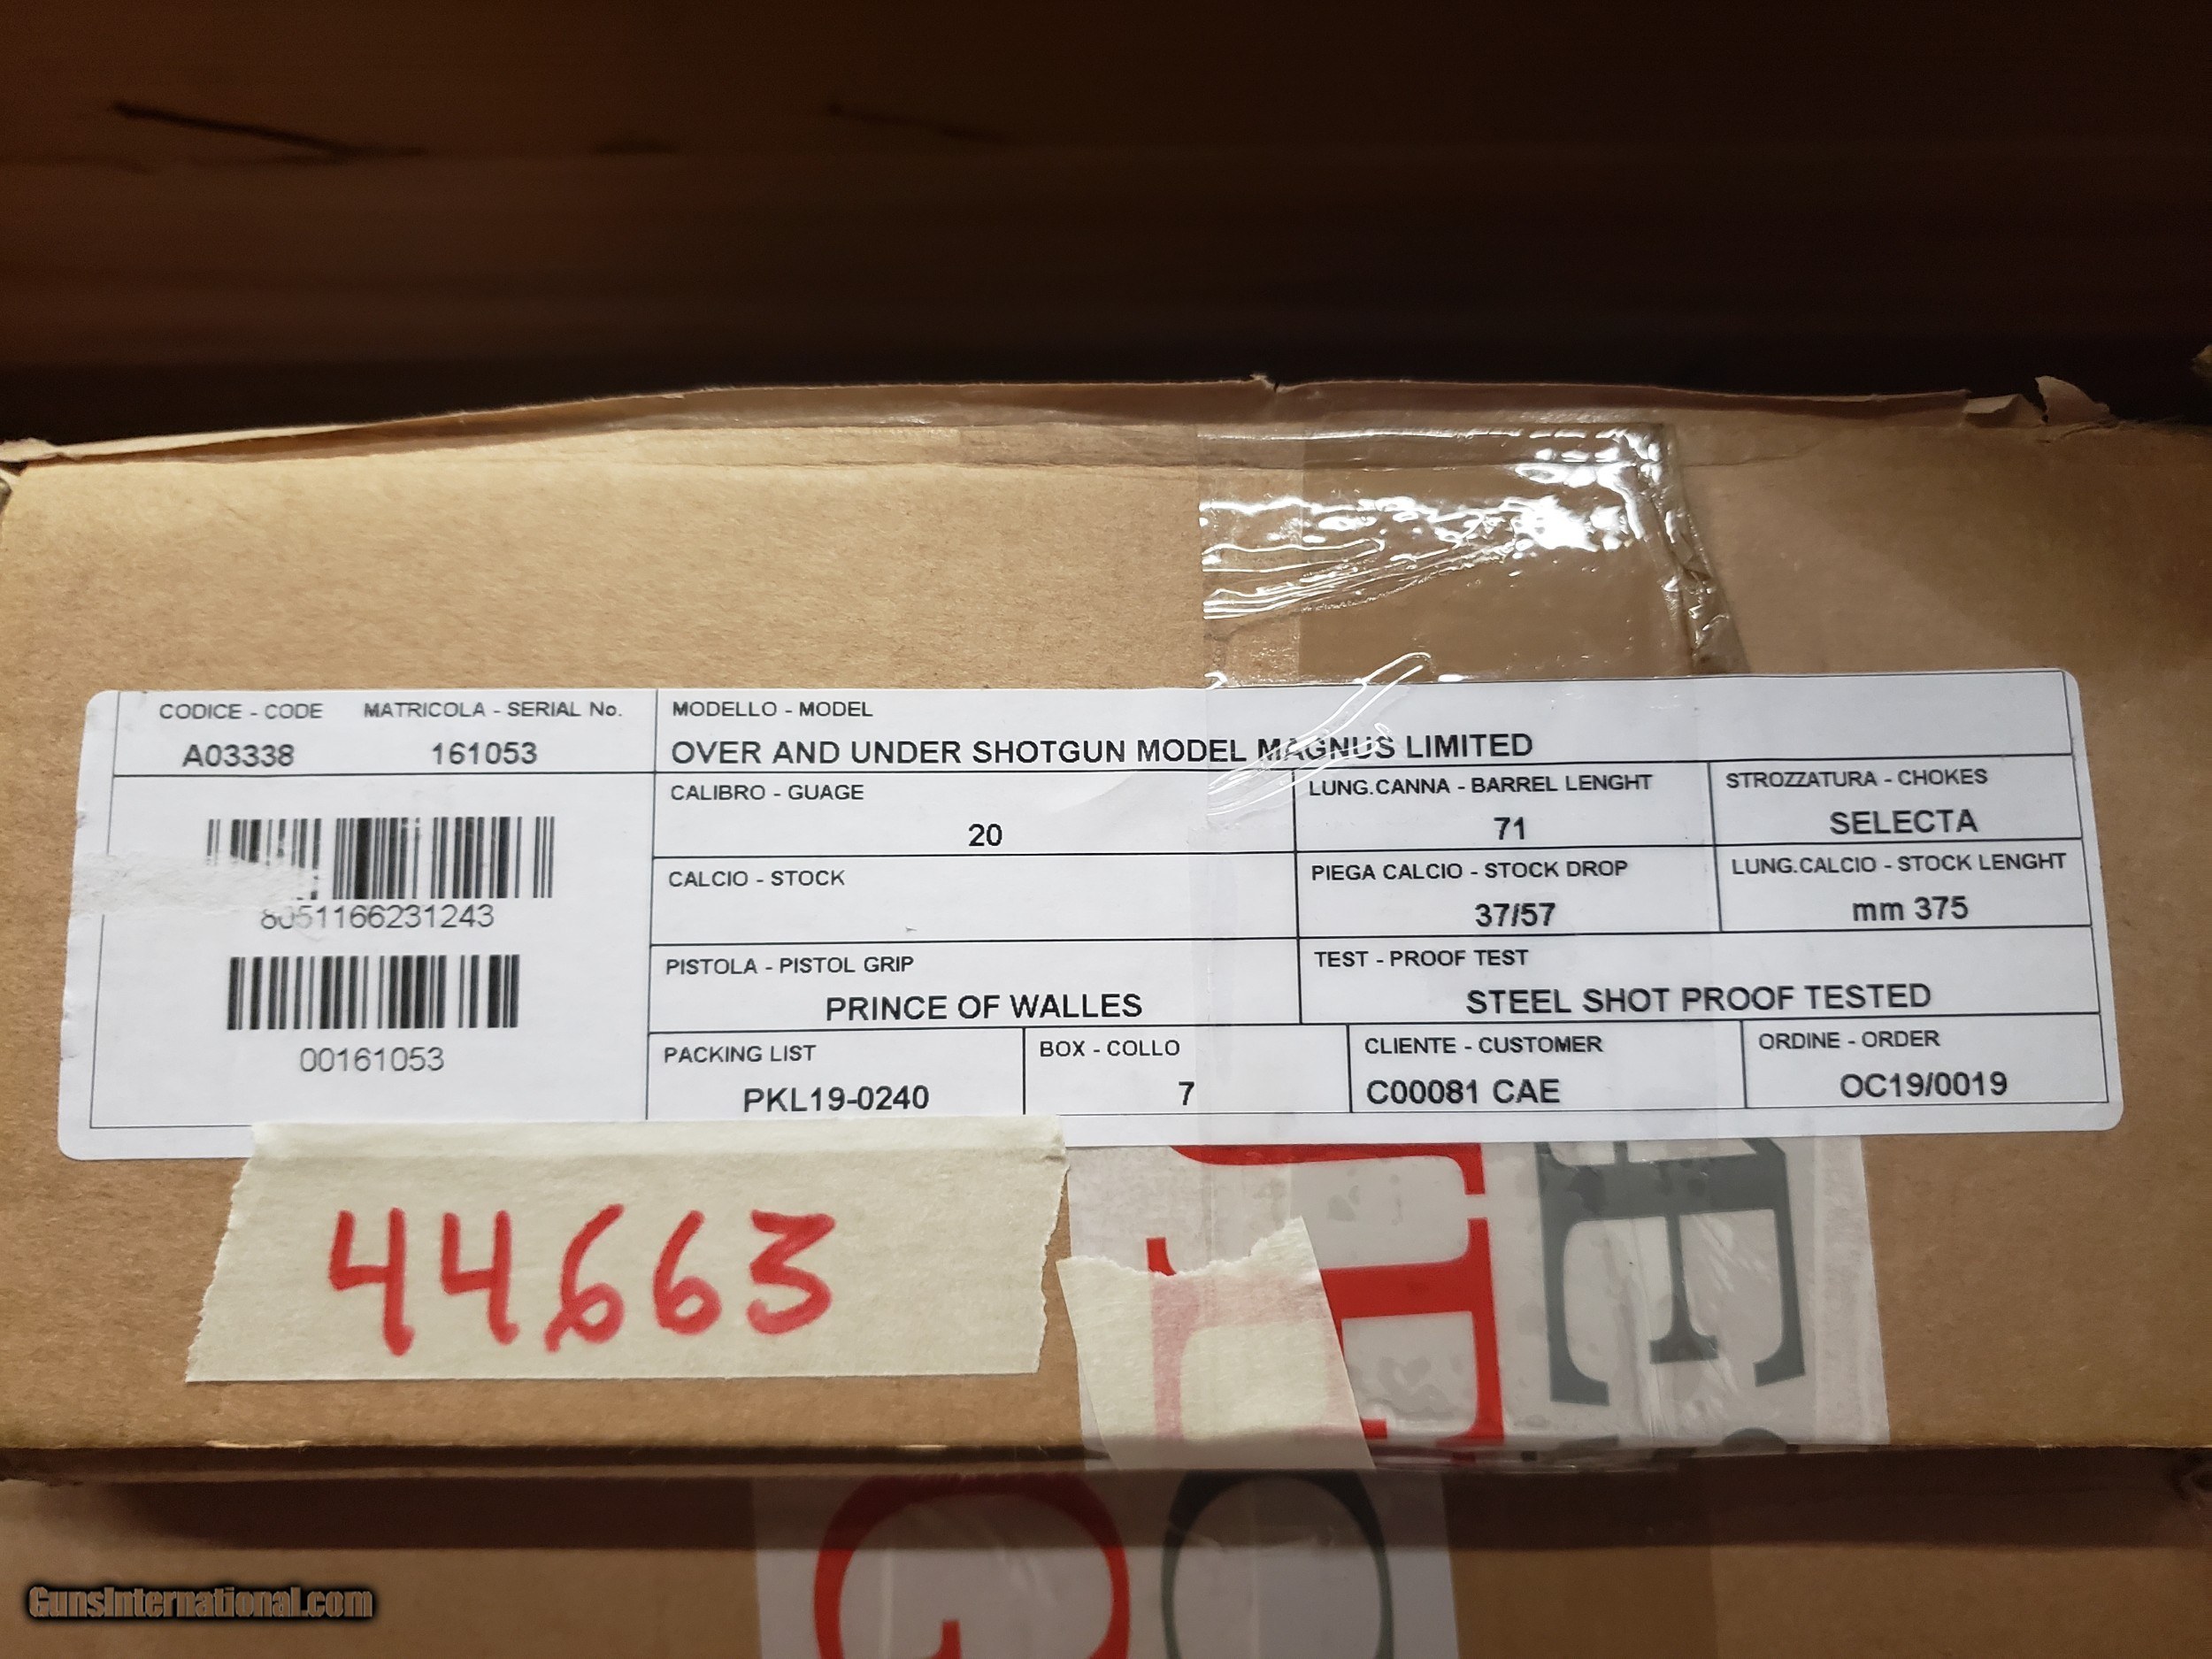 CODICE - CODE MATRICOLA - SERIAL No.
A03338 161053
8051166231243
00161053
MODELLO - MODEL
OVER AND UNDER SHOTGUN MODEL MAGNUS LIMITED
CALIBRO - GUAGE
20
LUNG.CANNA - BARREL LENGHT
71
STROZZATURA - CHOKES
SELECTA
CALCIO - STOCK
PIEGA CALCIO - STOCK DROP
37/57
LUNG.CALCIO - STOCK LENGHT
mm 375
PISTOLA - PISTOL GRIP
PRINCE OF WALLES
TEST - PROOF TEST
STEEL SHOT PROOF TESTED
PACKING LIST
PKL19-0240
BOX - COLLO
7
CLIENTE - CUSTOMER
C00081 CAE
ORDINE - ORDER
OC19/0019
44663
GunsInternational.com